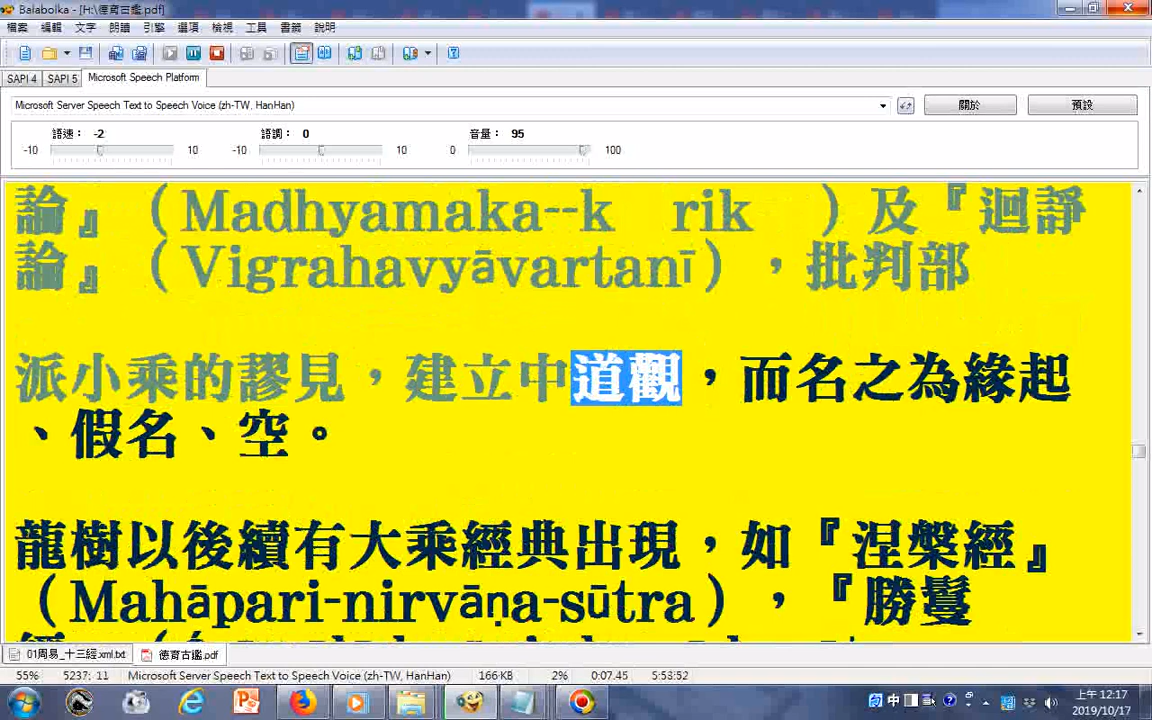 Balabolka - [H:\德育古鑑.pdf]
檔案 編輯 文字 朗讀 引擎 選項 檢視 工具 書籤 說明
SAPI 4 SAPI 5 Microsoft Speech Platform
Microsoft Server Speech Text to Speech Voice (zh-TW, HanHan) 關於 預設
語速： -2 語調： 0 音量： 95
-10 10 -10 10 0 100
論』（Madhyamaka--k rik ）及『迴諍
論』（Vigrahavyāvartanī），批判部
派小乘的謬見，建立中道觀，而名之為緣起
、假名、空。
龍樹以後續有大乘經典出現，如『涅槃經』
（Mahāpari-nirvāṇa-sūtra），『勝鬘
01周易_十三經.xml.txt 德育古鑑.pdf
55% 5237: 11 Microsoft Server Speech Text to Speech Voice (zh-TW, HanHan) 166 KB 2% 0:07.45 5:53:52
中 上午 12:17
2019/10/17